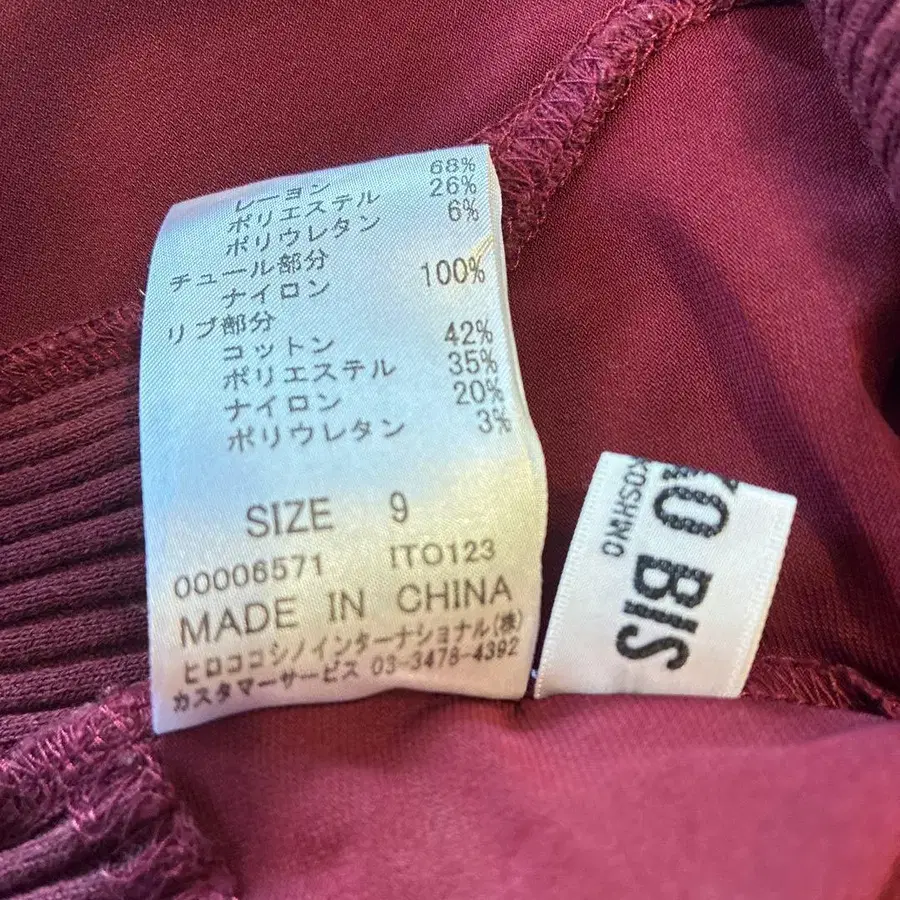 レーヨン 68%
ポリエステル 26%
ポリウレタン 6%
チュール部分
ナイロン 100%
リブ部分
コットン 42%
ポリエステル 35%
ナイロン 20%
ポリウレタン 3%
SIZE 9
00006571 ITO123
MADE IN CHINA
ヒロココシノインターナショナル(株)
カスタマーサービス 03-3478-4392
KO BIS
KOSHINO